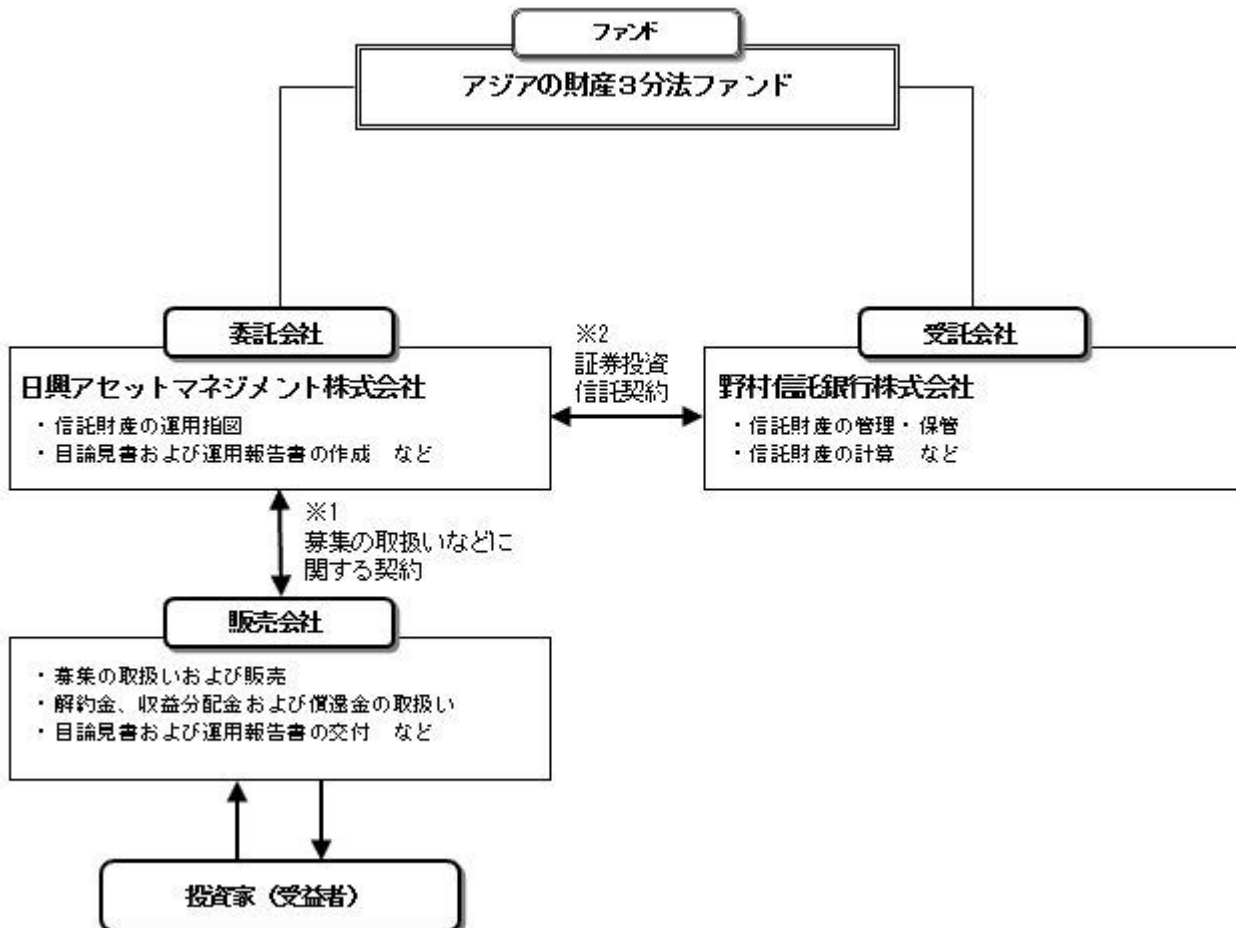 ファンド
アジアの財産3分法ファンド
委託会社
日興アセットマネジメント株式会社
・信託財産の運用指図
・目論見書および運用報告書の作成　など
※2
証券投資
信託契約
受託会社
野村信託銀行株式会社
・信託財産の管理・保管
・信託財産の計算　など
※1
募集の取扱いなどに
関する契約
販売会社
・募集の取扱いおよび販売
・解約金、収益分配金および償還金の取扱い
・目論見書および運用報告書の交付　など
投資家（受益者）